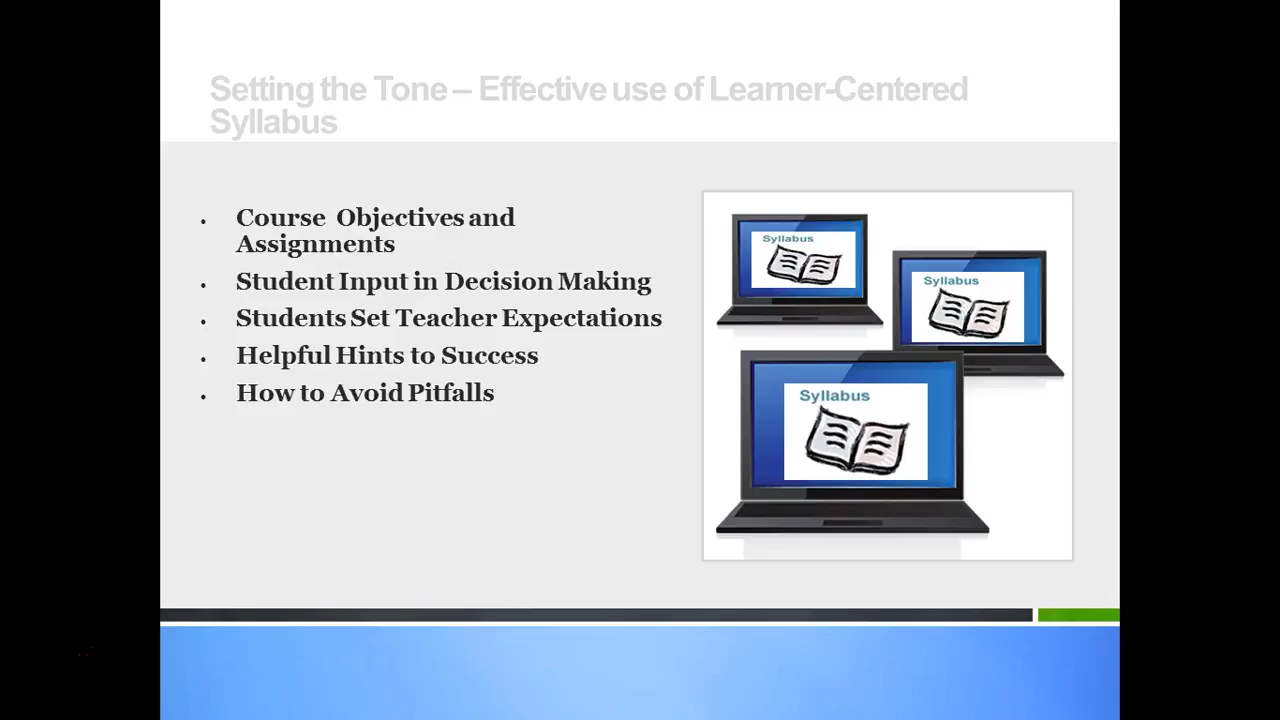 Setting the Tone – Effective use of Learner-Centered
Syllabus
• Course Objectives and
Assignments
• Student Input in Decision Making
• Students Set Teacher Expectations
• Helpful Hints to Success
• How to Avoid Pitfalls
Syllabus
Syllabus
Syllabus